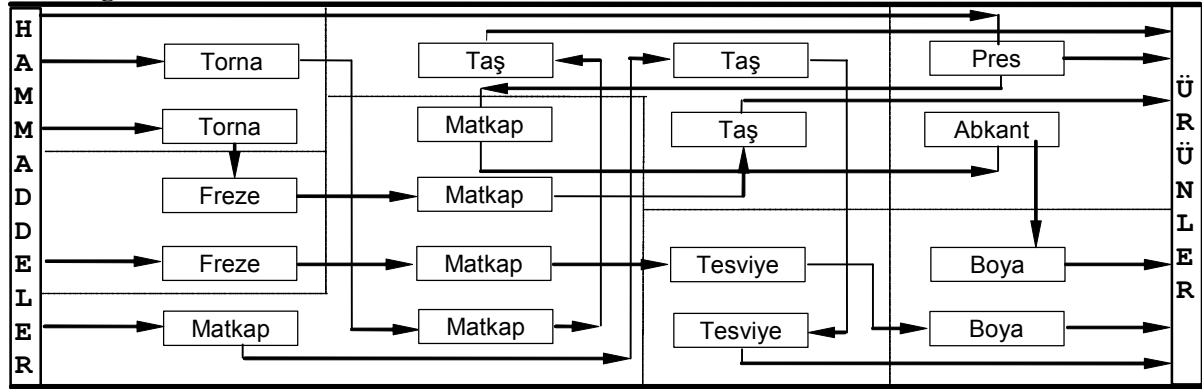 HAMMADDELER
Torna Taş Taş Pres
Torna Matkap Taş Abkant
Freze Matkap
Freze Matkap Tesviye Boya
Matkap Matkap Tesviye Boya
ÜRÜNLER